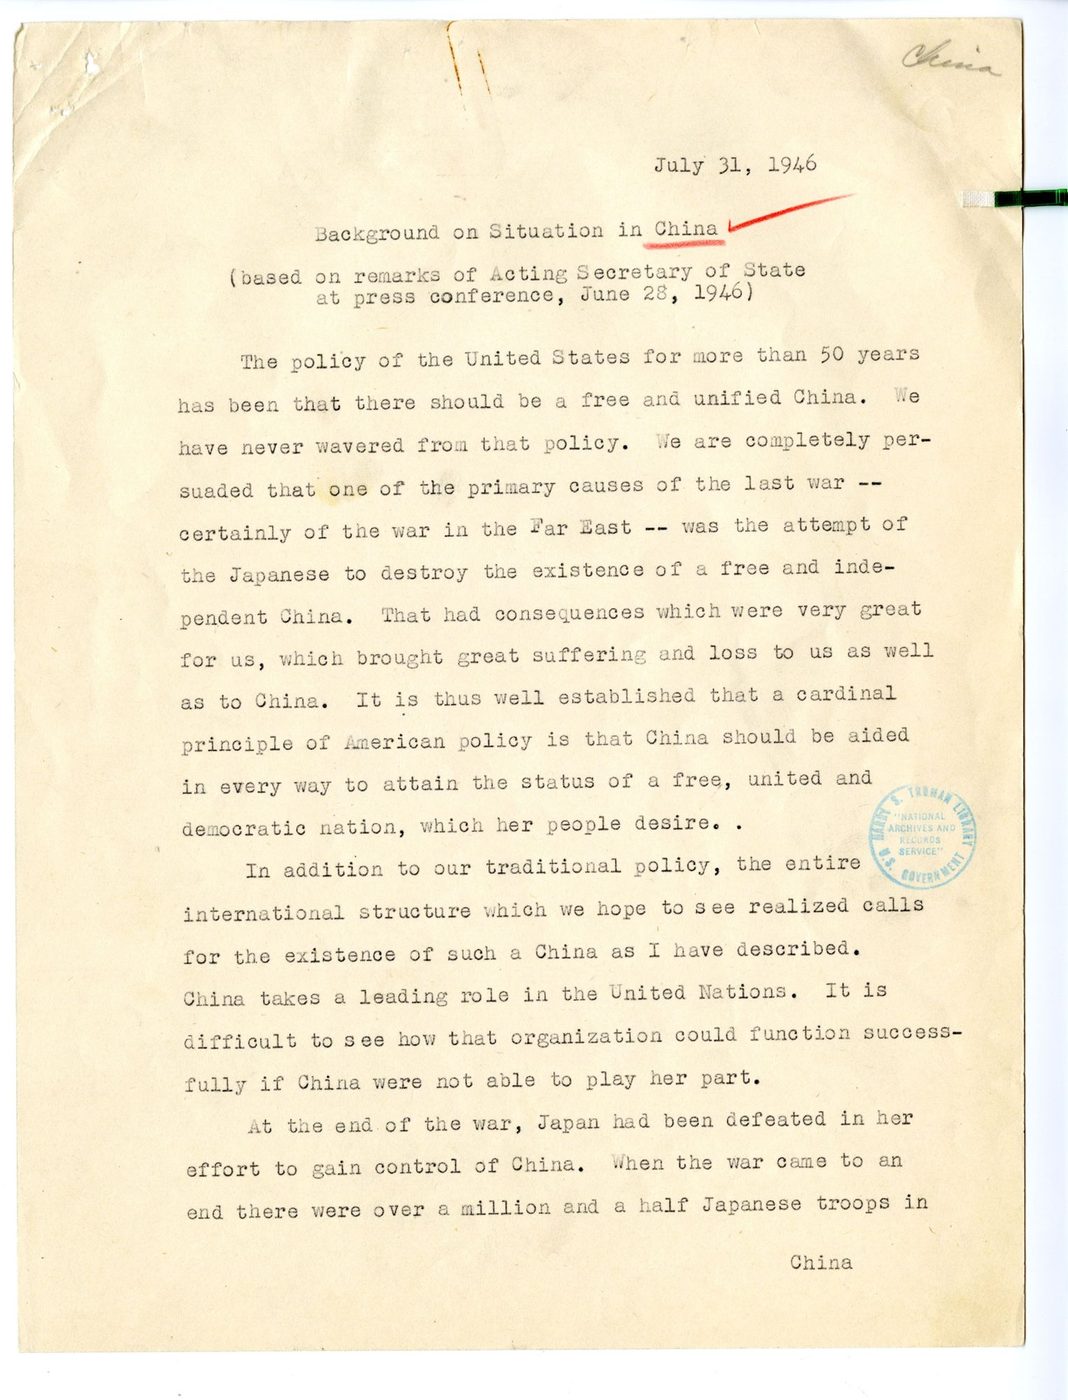 China
July 31, 1946
Background on Situation in China
(based on remarks of Acting Secretary of State
at press conference, June 28, 1946)
The policy of the United States for more than 50 years
has been that there should be a free and unified China. We
have never wavered from that policy. We are completely per-
suaded that one of the primary causes of the last war --
certainly of the war in the Far East -- was the attempt of
the Japanese to destroy the existence of a free and inde-
pendent China. That had consequences which were very great
for us, which brought great suffering and loss to us as well
as to China. It is thus well established that a cardinal
principle of American policy is that China should be aided
in every way to attain the status of a free, united and
democratic nation, which her people desire. .
HARRY S. TRUMAN LIBRARY
"NATIONAL
ARCHIVES AND
RECORDS
SERVICE"
U.S. GOVERNMENT
In addition to our traditional policy, the entire
international structure which we hope to see realized calls
for the existence of such a China as I have described.
China takes a leading role in the United Nations. It is
difficult to see how that organization could function success-
fully if China were not able to play her part.
At the end of the war, Japan had been defeated in her
effort to gain control of China. When the war came to an
end there were over a million and a half Japanese troops in
China